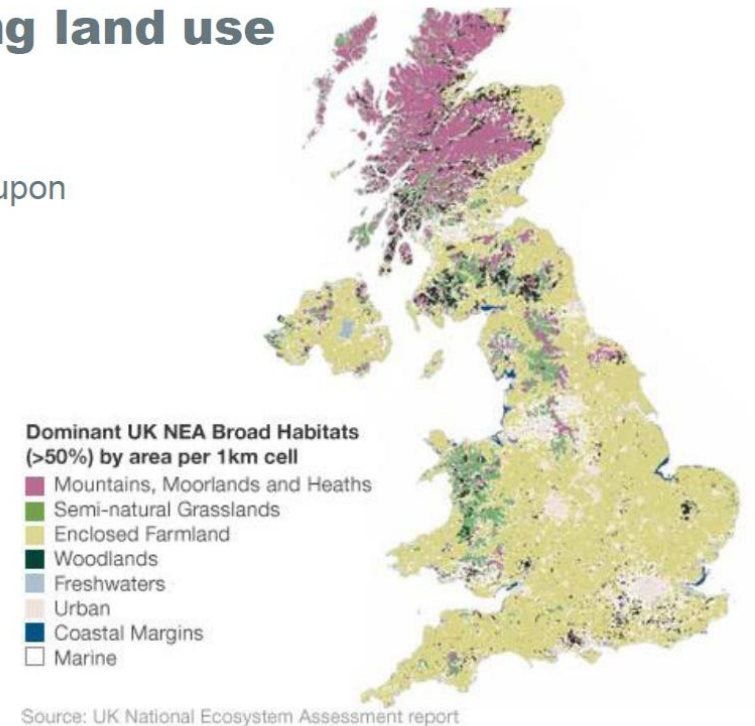 ng land use
upon
Dominant UK NEA Broad Habitats
(>50%) by area per 1km cell
Mountains, Moorlands and Heaths
Semi-natural Grasslands
Enclosed Farmland
Woodlands
Freshwaters
Urban
Coastal Margins
Marine
Source: UK National Ecosystem Assessment report